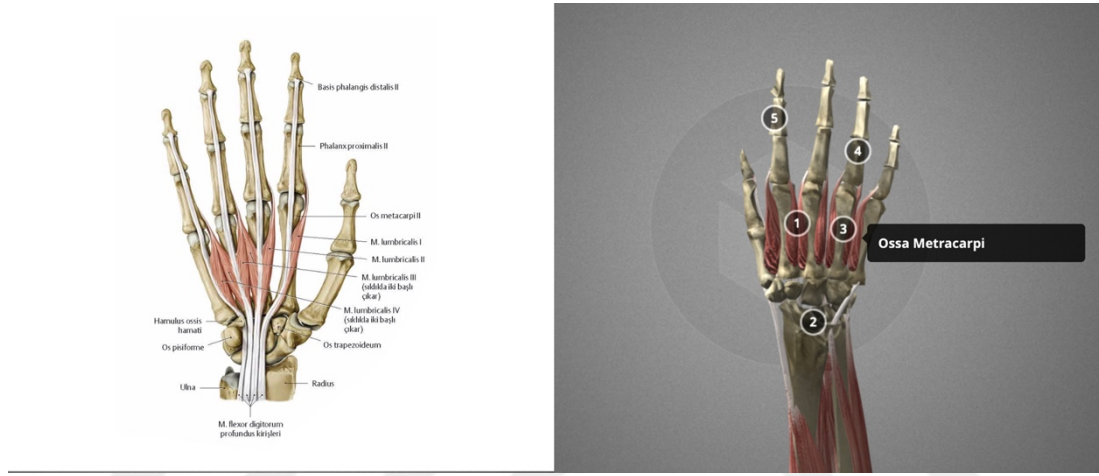 Basis phalangis distalis II
Phalanx proximalis II
Os metacarpi II
M. lumbricalis I
M. lumbricalis II
M. lumbricalis III
(sıklıkla iki başlı
çıkar)
M. lumbricalis IV
(sıklıkla iki başlı
çıkar)
Os trapezoideum
Hamulus ossis
hamati
Os pisiforme
Ulna
Radius
M. flexor digitorum
profundus kirişleri
5
4
1
3
Ossa Metracarpi
2